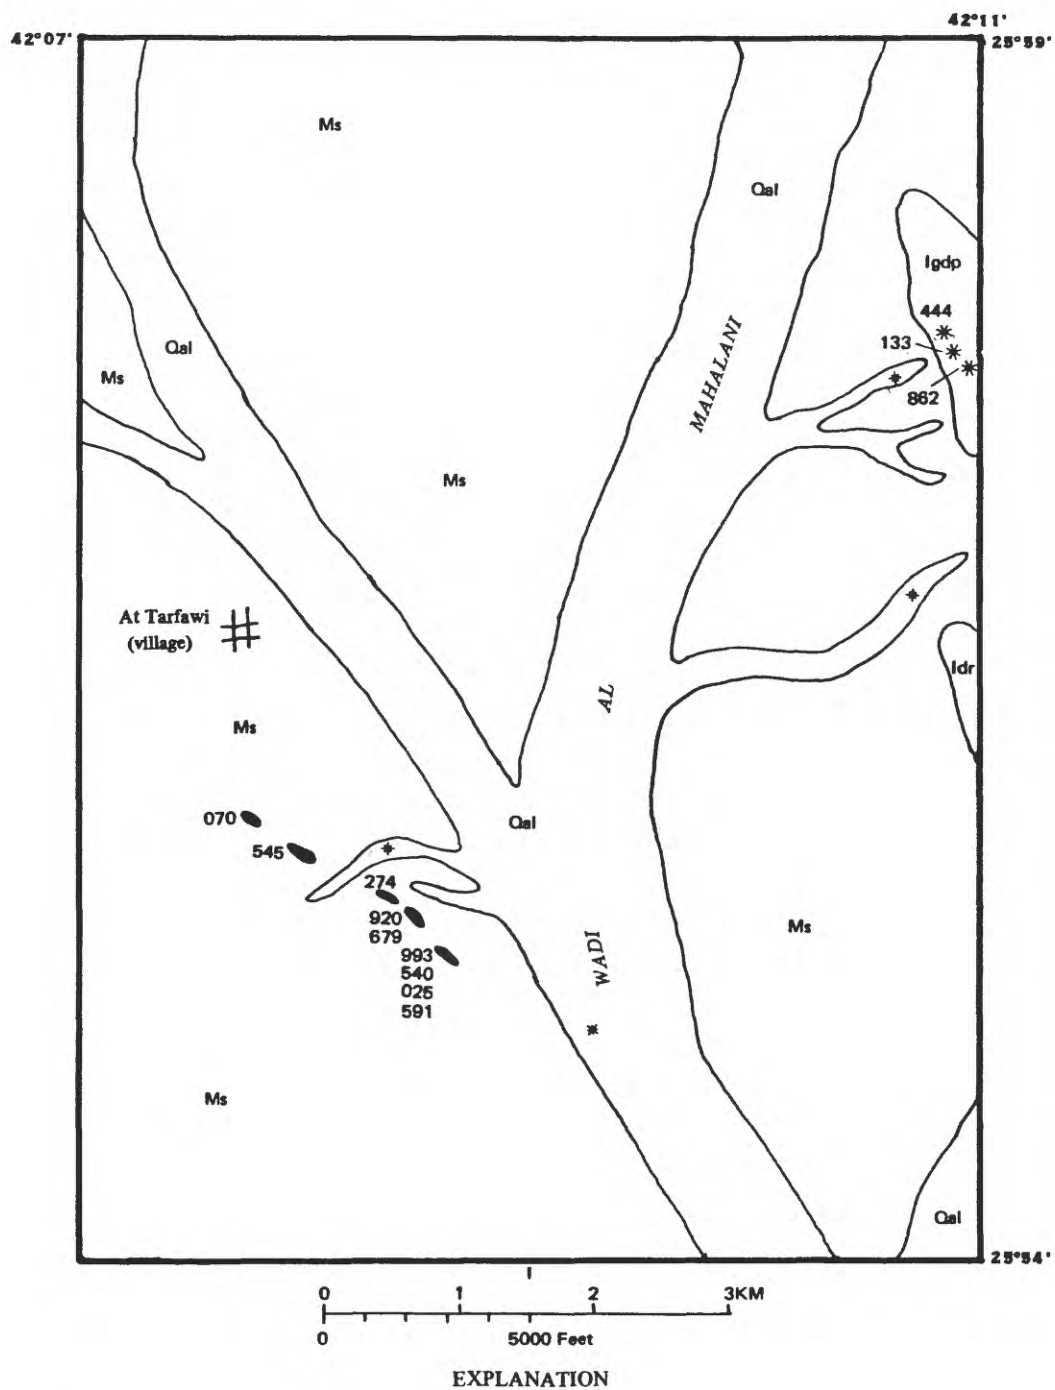 42°11'
42°07'
25°59'
Ms
Qal
Igdp
444
133
862
Qal
Ms
MAHALANI
Ms
At Tarfawi
(village)
Idr
AL
Ms
070
545
Qal
274
920
679
993
540
025
591
WADI
Ms
Ms
Qal
25°54'
0 1 2 3KM
0 5000 Feet
EXPLANATION